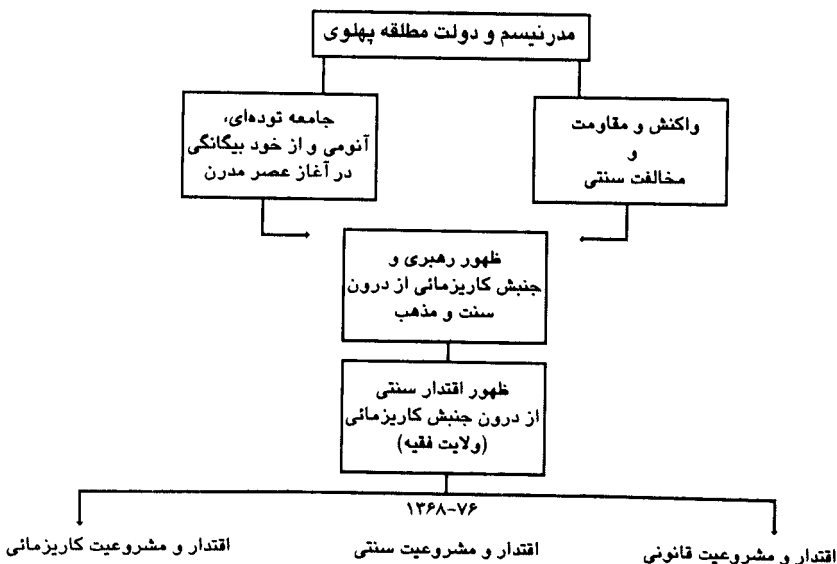 مدرنیسم و دولت مطلقه پهلوی
واکنش و مقاومت
و
مخالفت سنتی
جامعه توده‌ای،
آنومی و از خود بیگانگی
در آغاز عصر مدرن
ظهور رهبری و
جنبش کاریزمائی از درون
سنت و مذهب
ظهور اقتدار سنتی
از درون جنبش کاریزمائی
(ولایت فقیه)
۱۳۶۸-۷۶
اقتدار و مشروعیت قانونی
اقتدار و مشروعیت سنتی
اقتدار و مشروعیت کاریزمائی